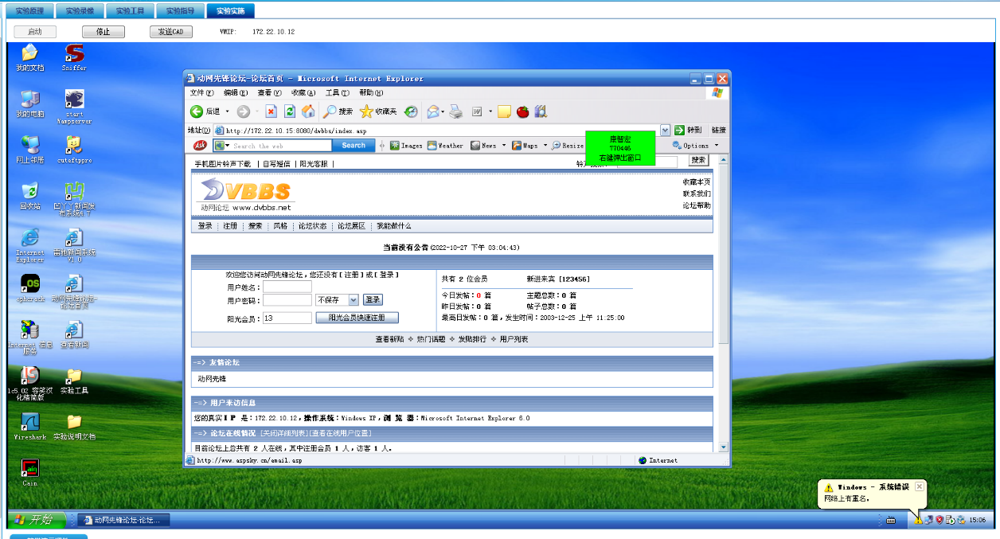 实验原理 实验录像 实验工具 实验指导 实验实施
启动 停止 发送CAD VMIP: 172.22.10.12
我的文档 Sniffer
我的电脑 start Wampserver
网上邻居 cuteftppro
回收站
Internet Explorer 雷驰新闻系统 V1.0
ophcrack 动网先锋论坛-论坛首页
Internet 信息服务 查看新闻
实验工具
Wireshark 实验说明文档
Cain
动网先锋论坛-论坛首页 - Microsoft Internet Explorer
文件(F) 编辑(E) 查看(V) 收藏(A) 工具(T) 帮助(H)
后退 搜索 收藏夹
地址(D) http://172.22.10.15:8080/dvbbs/index.asp 转到 链接
Ask Search the web Search Images Weather News Maps Resize Options
康智宏
770446
右键弹出窗口
手机图片铃声下载 | 自写短信 | 阳光客服 | 搜索
DVBBS
动网论坛 www.dvbbs.net
收藏本页
联系我们
论坛帮助
登录 注册 搜索 风格 论坛状态 论坛展区 我能做什么
当前没有公告(2022-10-27 下午 03:04:43)
欢迎您访问动网先锋论坛，您还没有[ 注册 ]或[ 登录 ]
用户姓名：
用户密码： 不保存 登录
阳光会员： 13 阳光会员快速注册
共有 2 位会员 新进来宾 [123456]
今日发帖：0 篇 主题总数：0 篇
昨日发帖：0 篇 帖子总数：0 篇
最高日发帖：0 篇，发生时间：2003-12-25 上午 11:25:00
查看新贴 热门话题 发贴排行 用户列表
-=> 友情论坛
动网先锋
-=> 用户来访信息
您的真实ＩＰ 是：172.22.10.12，操作系统：Windows XP，浏 览 器：Microsoft Internet Explorer 6.0
-=> 论坛在线情况 [关闭详细列表][查看在线用户位置]
目前论坛上总共有 2 人在线，其中注册会员 1 人，访客 1 人。
http://www.aspsky.cn/email.asp Internet
Windows - 系统错误
网络上有重名。
开始 动网先锋论坛-论坛... 15:06